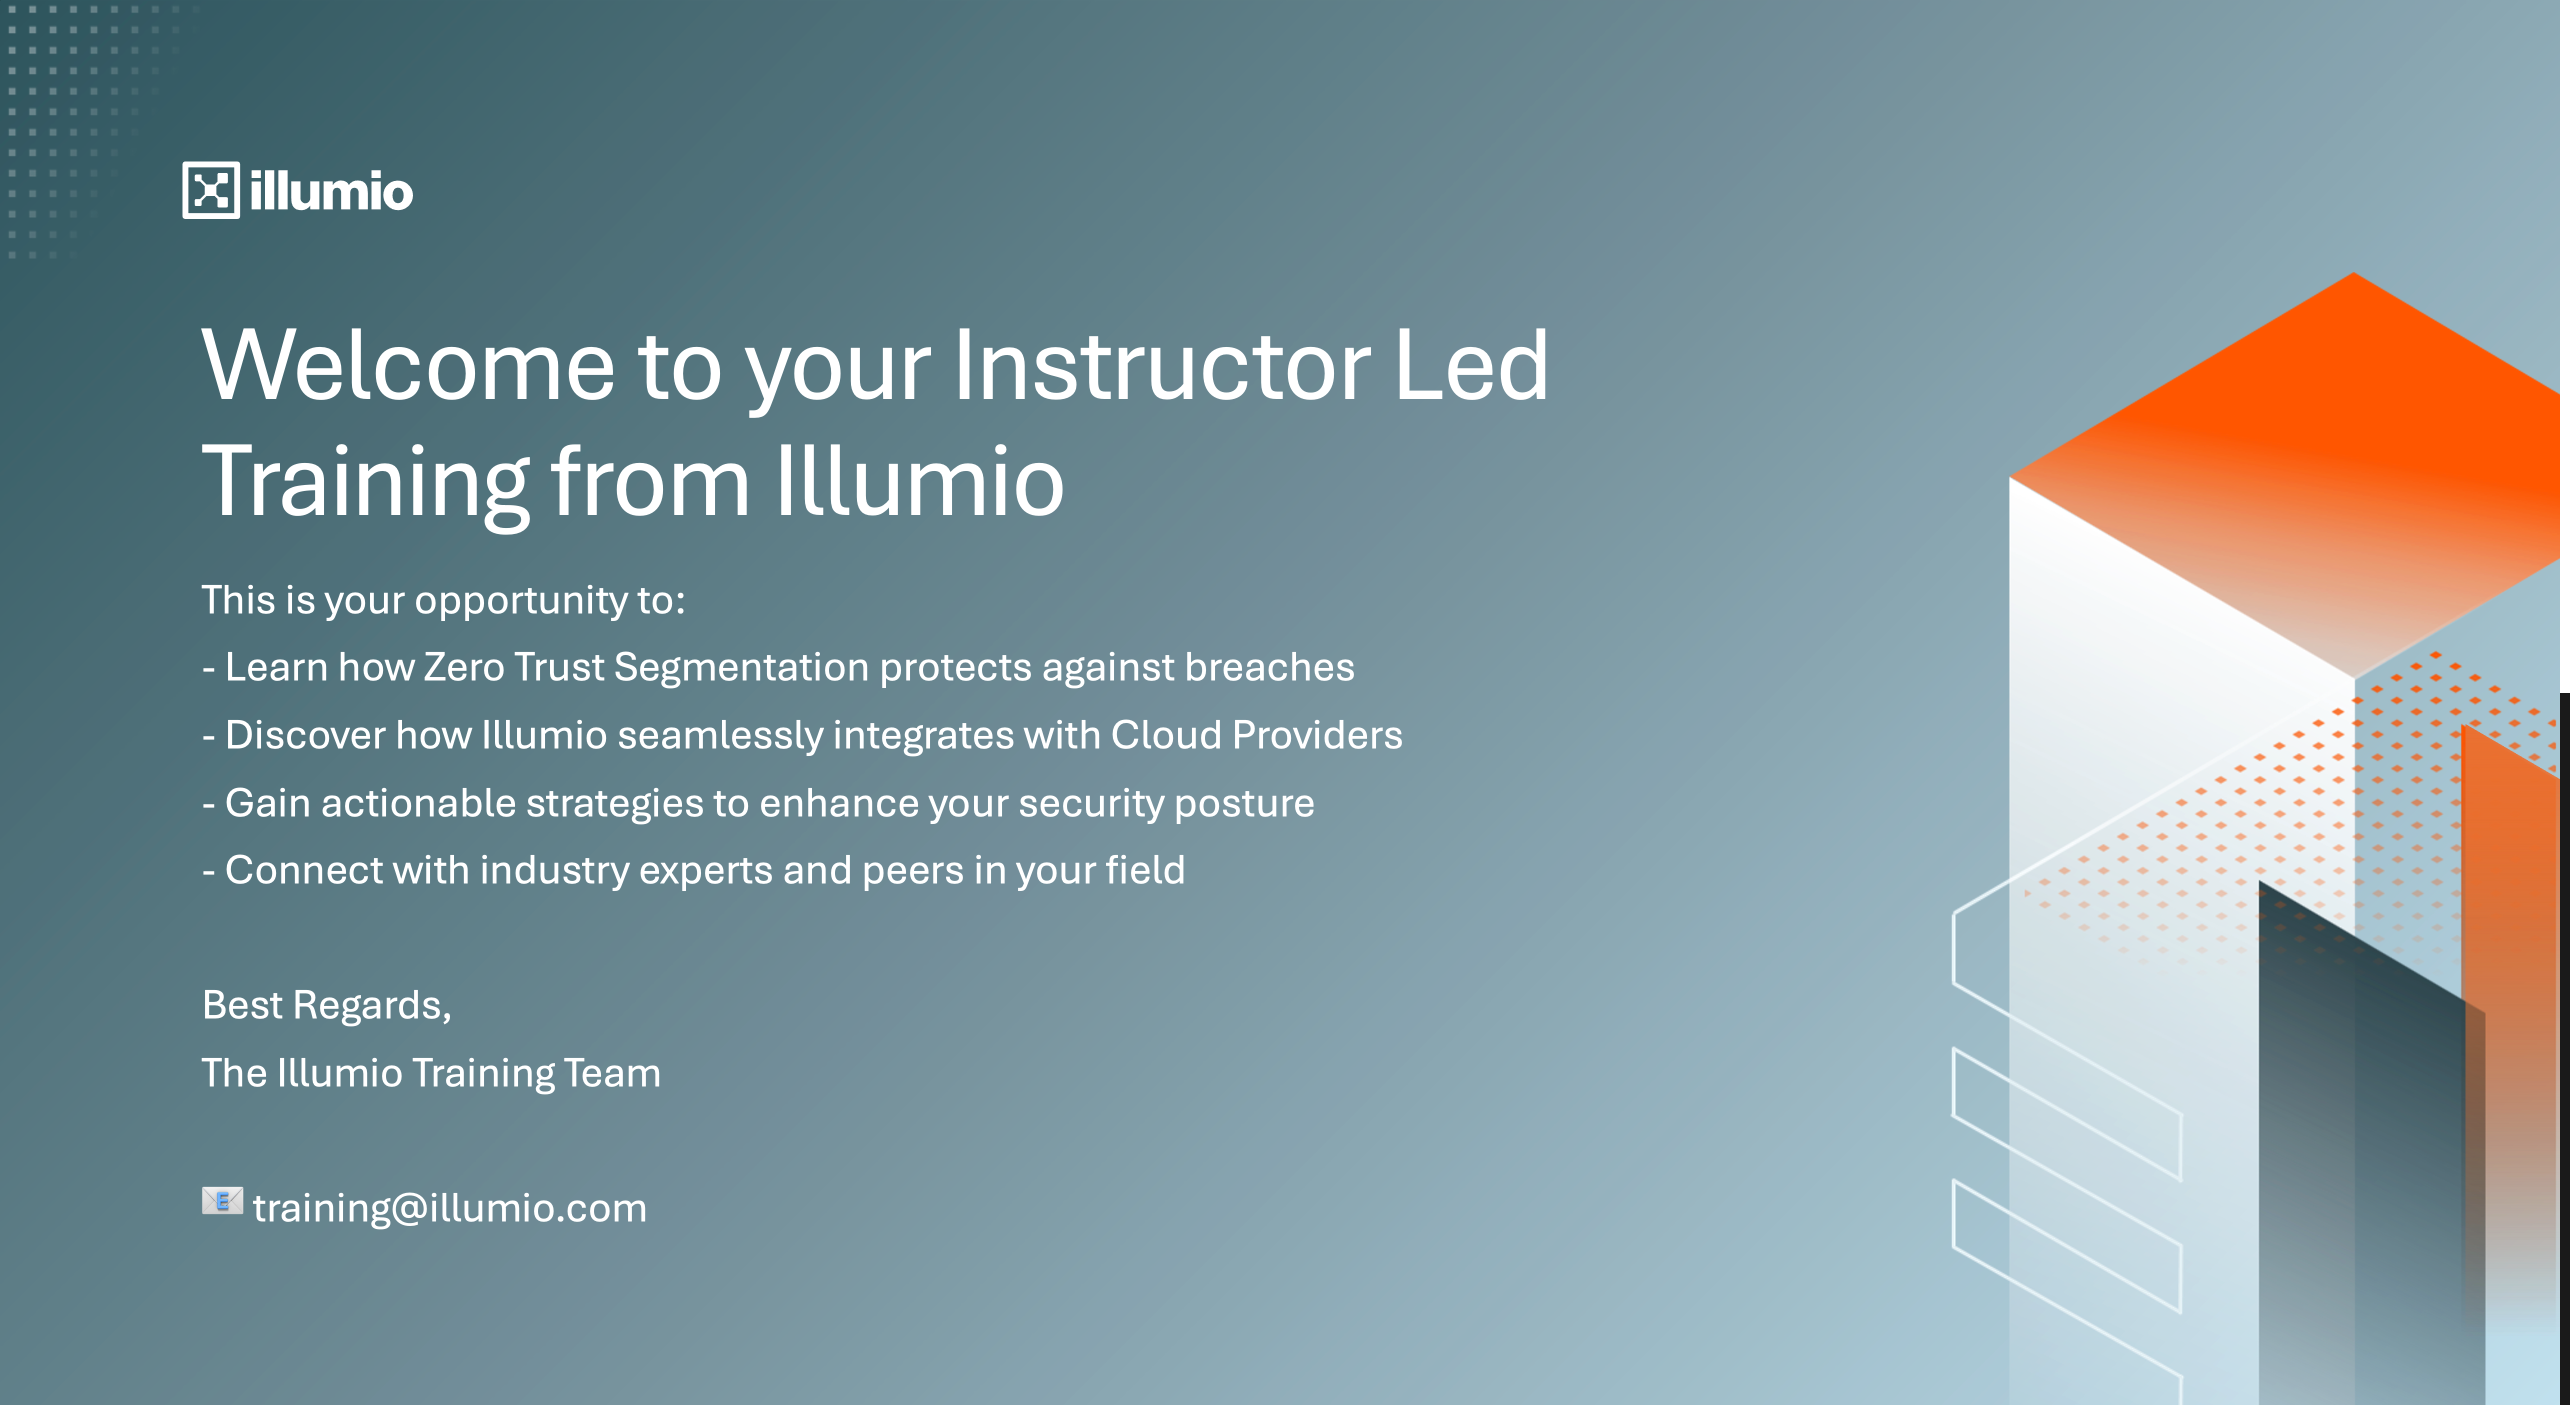 illumio
Welcome to your Instructor Led
Training from Illumio
This is your opportunity to:
- Learn how Zero Trust Segmentation protects against breaches
- Discover how Illumio seamlessly integrates with Cloud Providers
- Gain actionable strategies to enhance your security posture
- Connect with industry experts and peers in your field
Best Regards,
The Illumio Training Team
📧 training@illumio.com